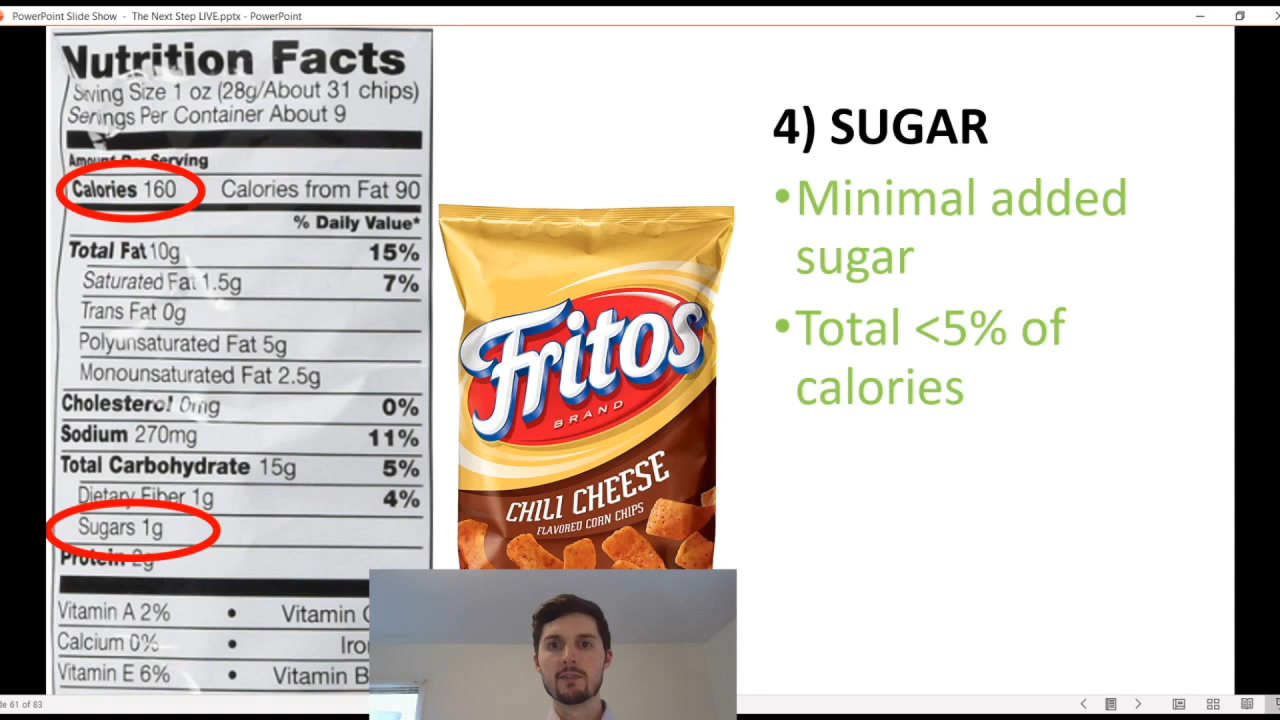 PowerPoint Slide Show - The Next Step LIVE.pptx - PowerPoint
Nutrition Facts
Serving Size 1 oz (28g/About 31 chips)
Servings Per Container About 9
Amount Per Serving
Calories 160 Calories from Fat 90
% Daily Value*
Total Fat 10g 15%
Saturated Fat 1.5g 7%
Trans Fat 0g
Polyunsaturated Fat 5g
Monounsaturated Fat 2.5g
Cholesterol 0mg 0%
Sodium 270mg 11%
Total Carbohydrate 15g 5%
Dietary Fiber 1g 4%
Sugars 1g
Protein 2g
Vitamin A 2% • Vitamin
Calcium 0% •
Vitamin E 6% • Vitamin B
Fritos
BRAND
CHILI CHEESE
FLAVORED CORN CHIPS
4) SUGAR
•Minimal added
sugar
•Total <5% of
calories
61 of 83